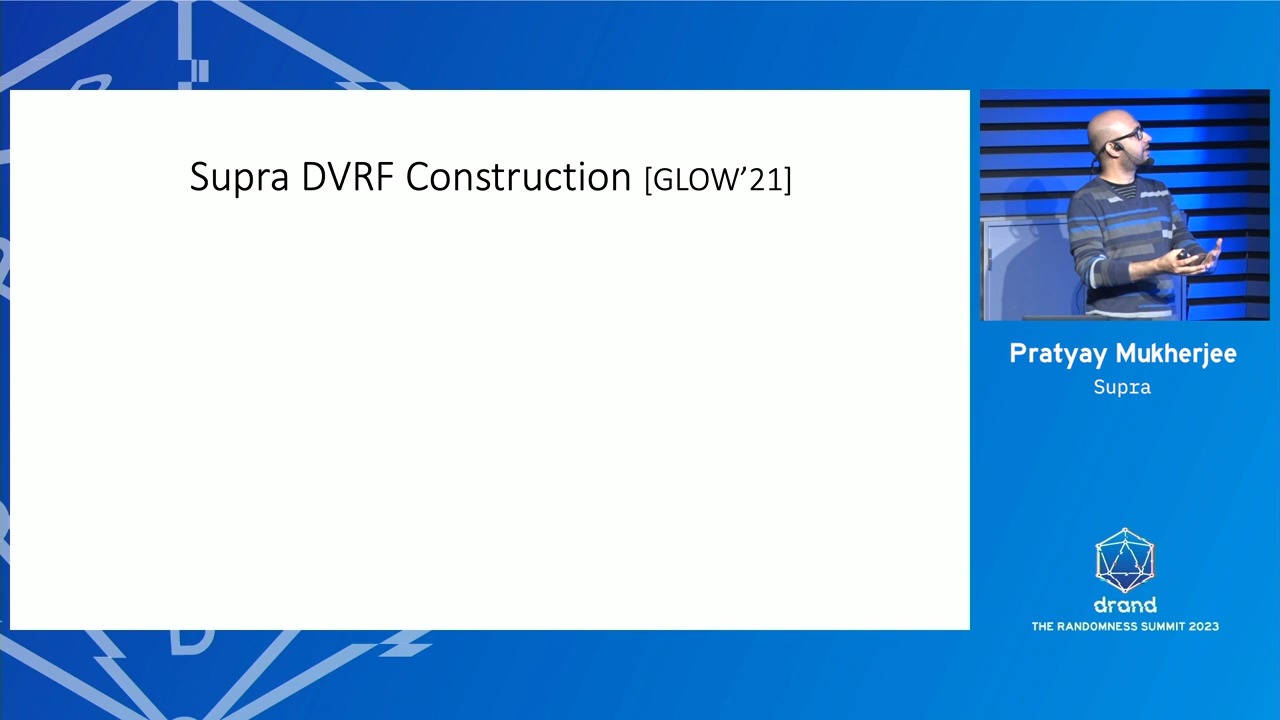 Supra DVRF Construction [GLOW’21]
Pratyay Mukherjee
Supra
drand
THE RANDOMNESS SUMMIT 2023